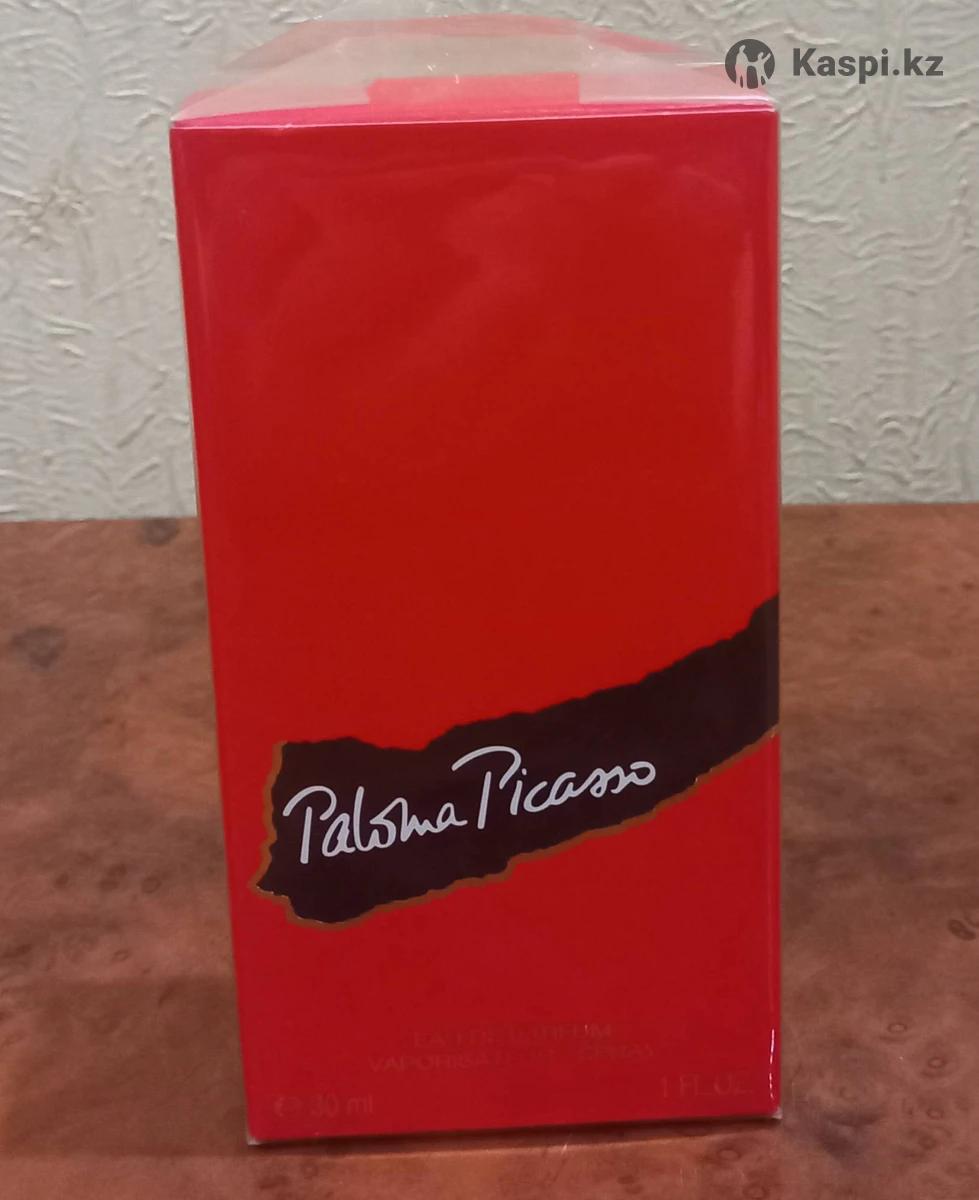 Kaspi.kz
Paloma Picasso
EAU DE PARFUM
VAPORISATEUR SPRAY
1 FL.OZ.
℮ 30 ml